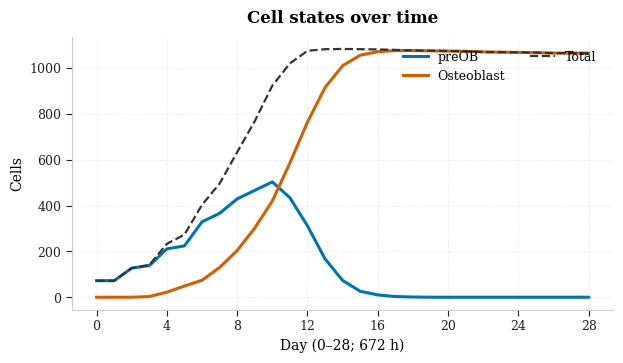 Cell states over time
preOB
Osteoblast
Total
Cells
1000
800
600
400
200
0
0 4 8 12 16 20 24 28
Day (0–28; 672 h)